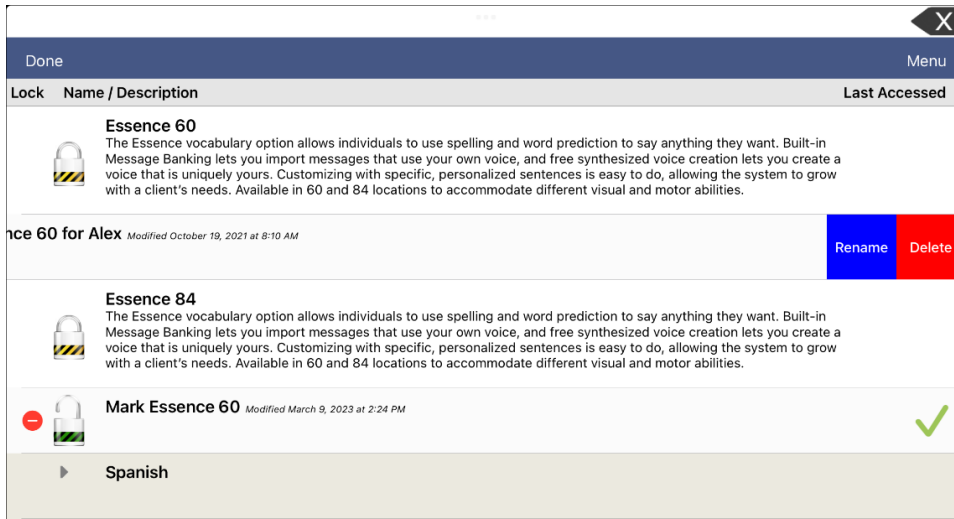 X
Done Menu
Lock Name / Description Last Accessed
Essence 60
The Essence vocabulary option allows individuals to use spelling and word prediction to say anything they want. Built-in
Message Banking lets you import messages that use your own voice, and free synthesized voice creation lets you create a
voice that is uniquely yours. Customizing with specific, personalized sentences is easy to do, allowing the system to grow
with a client's needs. Available in 60 and 84 locations to accommodate different visual and motor abilities.
nce 60 for Alex Modified October 19, 2021 at 8:10 AM
Rename Delete
Essence 84
The Essence vocabulary option allows individuals to use spelling and word prediction to say anything they want. Built-in
Message Banking lets you import messages that use your own voice, and free synthesized voice creation lets you create a
voice that is uniquely yours. Customizing with specific, personalized sentences is easy to do, allowing the system to grow
with a client's needs. Available in 60 and 84 locations to accommodate different visual and motor abilities.
Mark Essence 60 Modified March 9, 2023 at 2:24 PM
Spanish